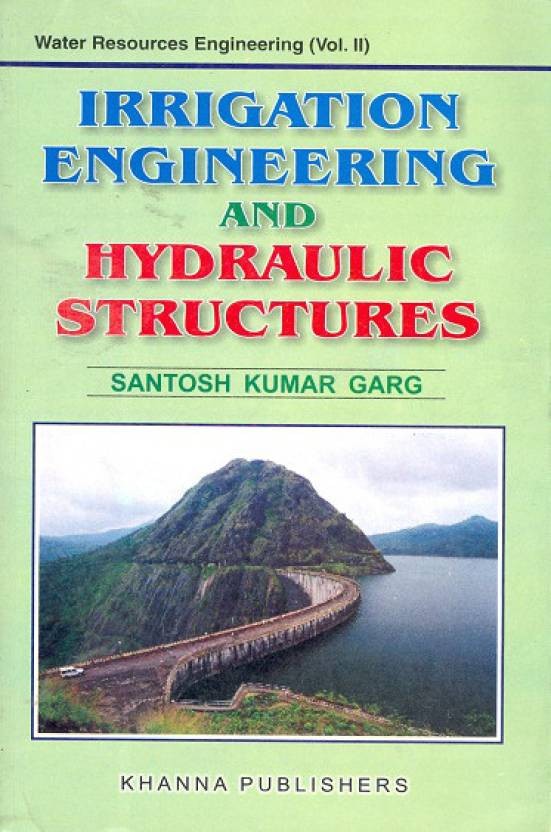 Water Resources Engineering (Vol. II)
IRRIGATION
ENGINEERING
AND
HYDRAULIC
STRUCTURES
SANTOSH KUMAR GARG
KHANNA PUBLISHERS